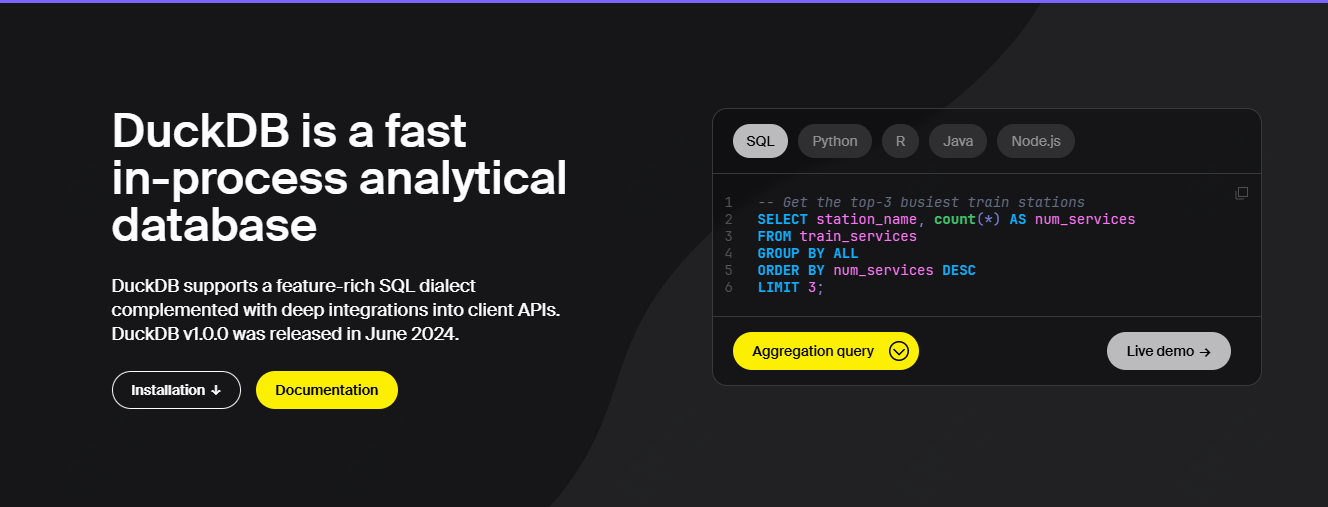 DuckDB is a fast
in-process analytical
database
DuckDB supports a feature-rich SQL dialect
complemented with deep integrations into client APIs.
DuckDB v1.0.0 was released in June 2024.
Installation ↓
Documentation
SQL
Python
R
Java
Node.js
1 -- Get the top-3 busiest train stations
2 SELECT station_name, count(*) AS num_services
3 FROM train_services
4 GROUP BY ALL
5 ORDER BY num_services DESC
6 LIMIT 3;
Aggregation query
Live demo →